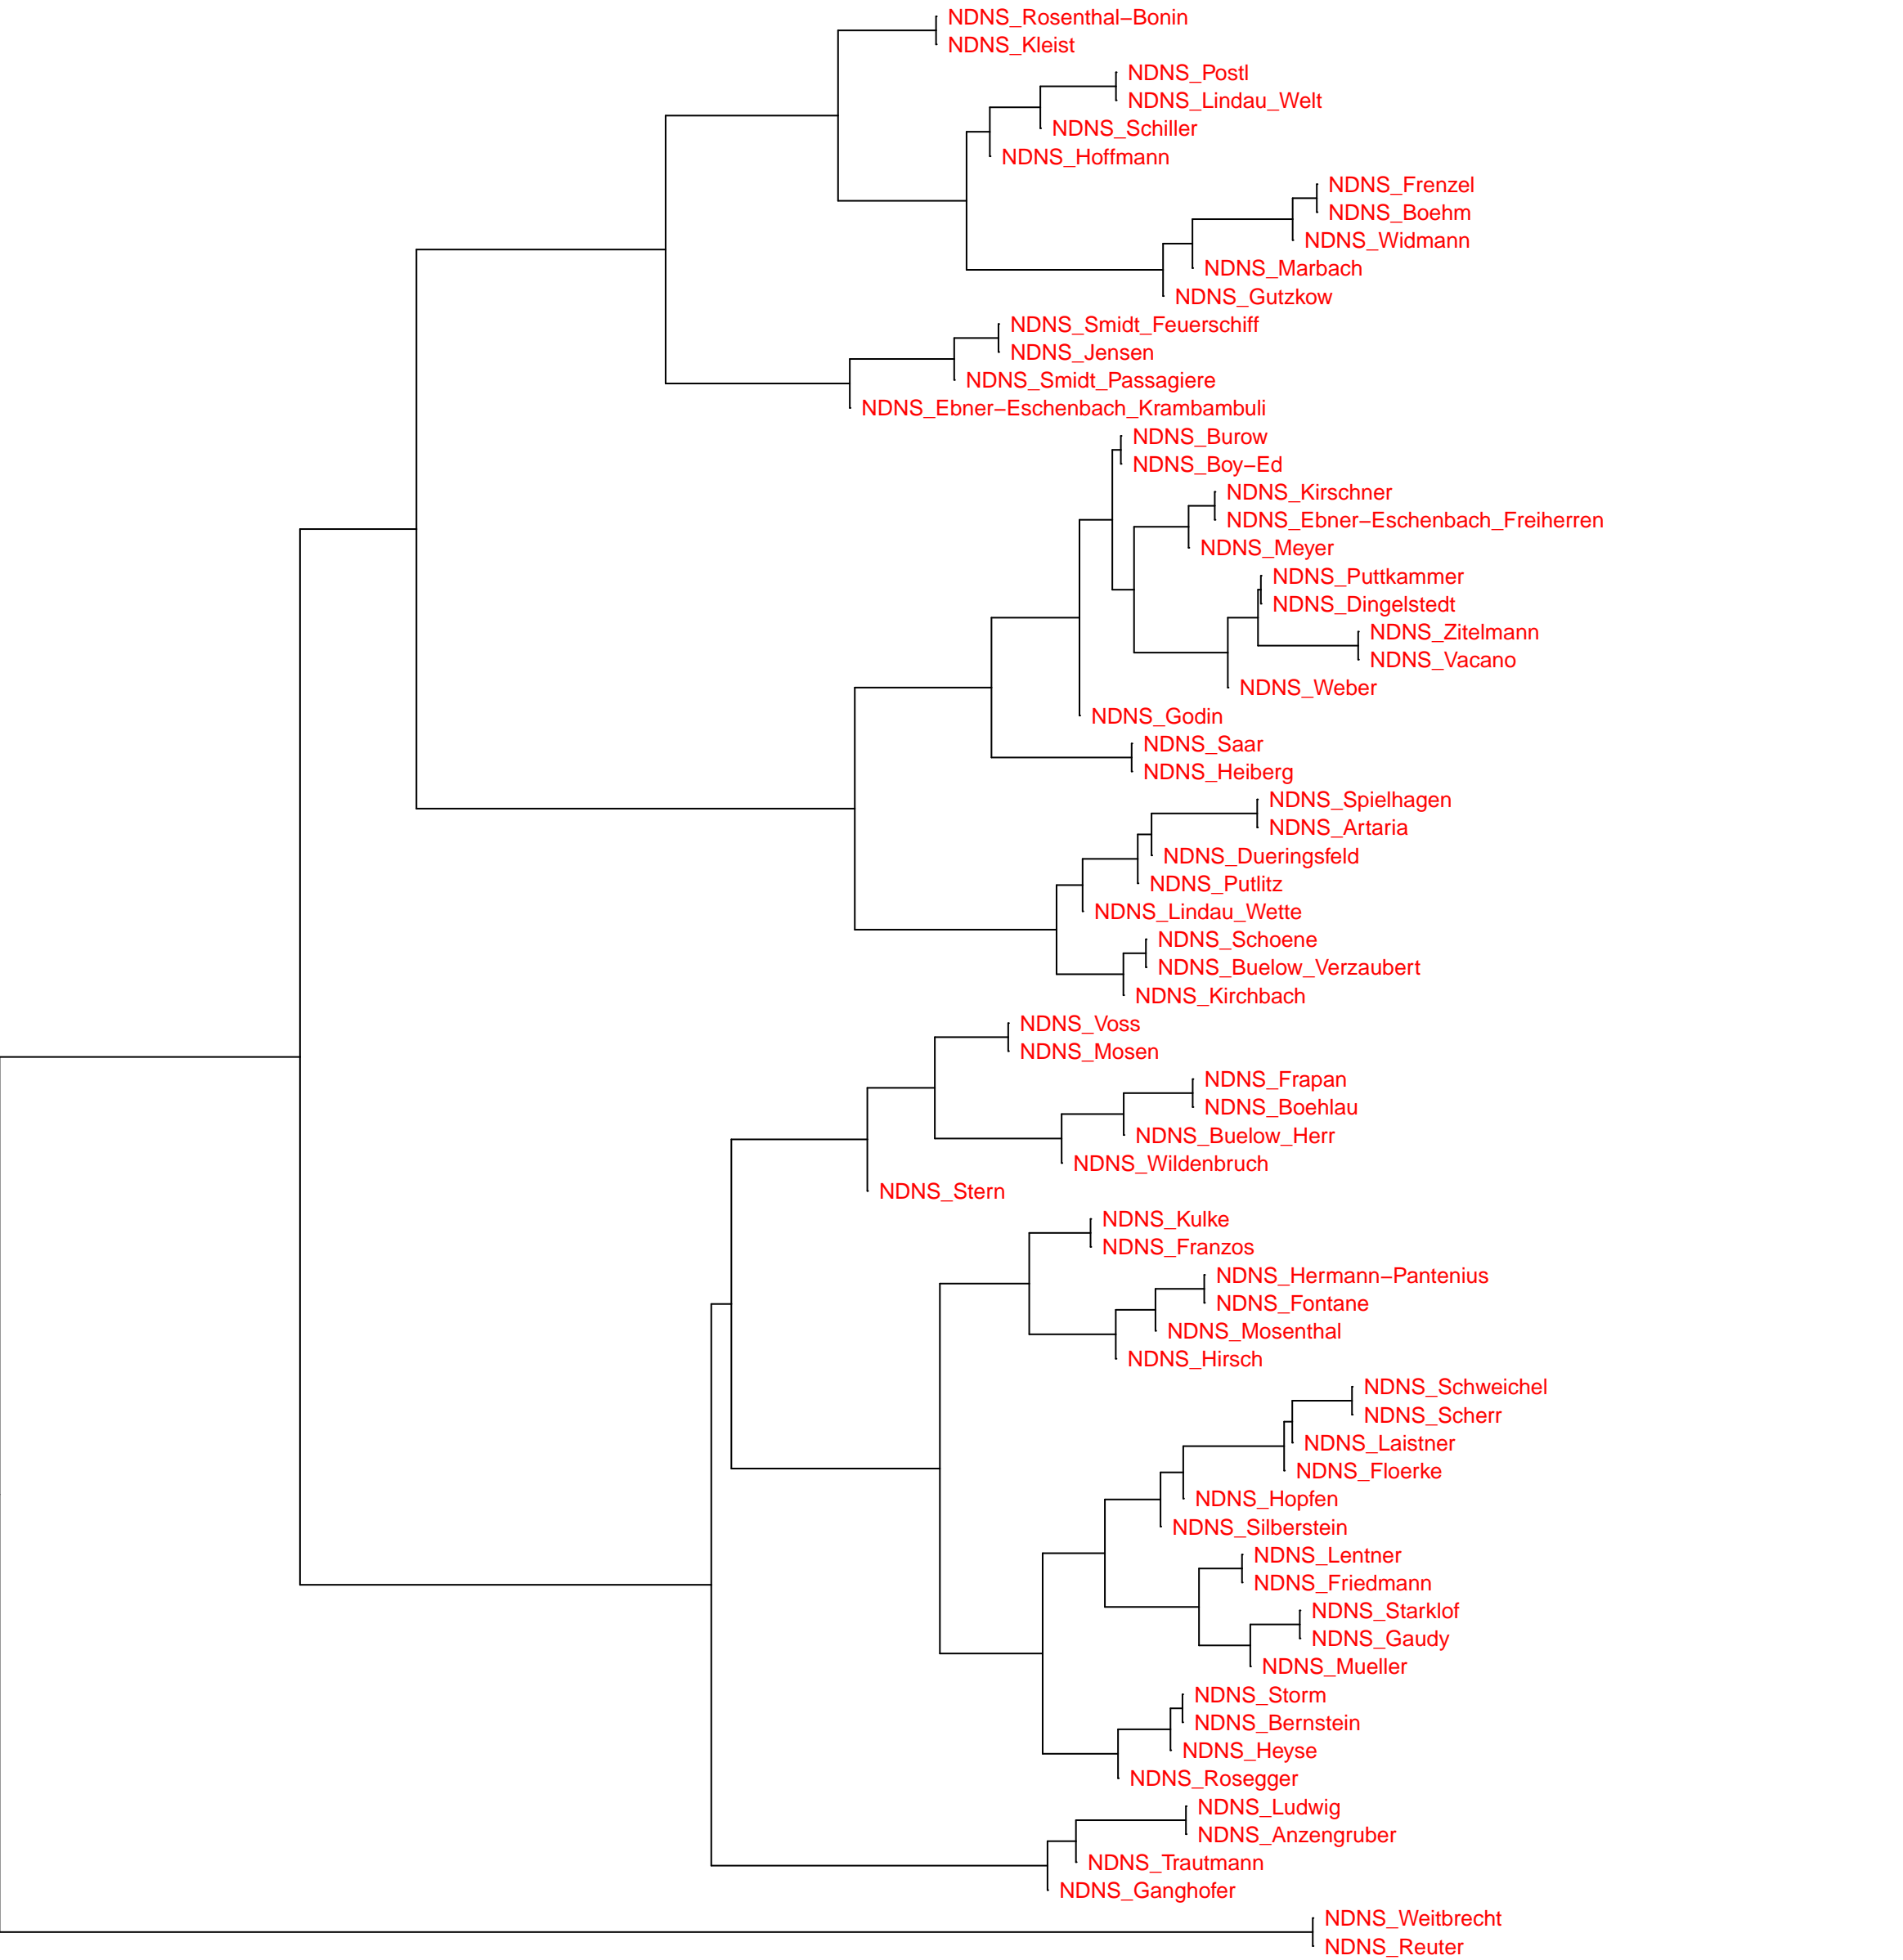 NDNS_Rosenthal−Bonin
NDNS_Kleist
NDNS_Postl
NDNS_Lindau_Welt
NDNS_Schiller
NDNS_Hoffmann
NDNS_Frenzel
NDNS_Boehm
NDNS_Widmann
NDNS_Marbach
NDNS_Gutzkow
NDNS_Smidt_Feuerschiff
NDNS_Jensen
NDNS_Smidt_Passagiere
NDNS_Ebner−Eschenbach_Krambambuli
NDNS_Burow
NDNS_Boy−Ed
NDNS_Kirschner
NDNS_Ebner−Eschenbach_Freiherren
NDNS_Meyer
NDNS_Puttkammer
NDNS_Dingelstedt
NDNS_Zitelmann
NDNS_Vacano
NDNS_Weber
NDNS_Godin
NDNS_Saar
NDNS_Heiberg
NDNS_Spielhagen
NDNS_Artaria
NDNS_Dueringsfeld
NDNS_Putlitz
NDNS_Lindau_Wette
NDNS_Schoene
NDNS_Buelow_Verzaubert
NDNS_Kirchbach
NDNS_Voss
NDNS_Mosen
NDNS_Frapan
NDNS_Boehlau
NDNS_Buelow_Herr
NDNS_Wildenbruch
NDNS_Stern
NDNS_Kulke
NDNS_Franzos
NDNS_Hermann−Pantenius
NDNS_Fontane
NDNS_Mosenthal
NDNS_Hirsch
NDNS_Schweichel
NDNS_Scherr
NDNS_Laistner
NDNS_Floerke
NDNS_Hopfen
NDNS_Silberstein
NDNS_Lentner
NDNS_Friedmann
NDNS_Starklof
NDNS_Gaudy
NDNS_Mueller
NDNS_Storm
NDNS_Bernstein
NDNS_Heyse
NDNS_Rosegger
NDNS_Ludwig
NDNS_Anzengruber
NDNS_Trautmann
NDNS_Ganghofer
NDNS_Weitbrecht
NDNS_Reuter